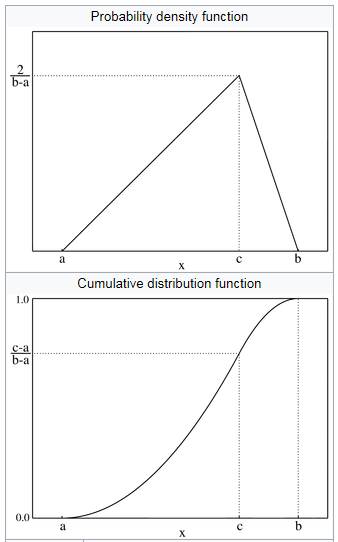 Probability density function
2
b-a
a
c
b
x
Cumulative distribution function
1.0
c-a
b-a
0.0
a
c
b
x